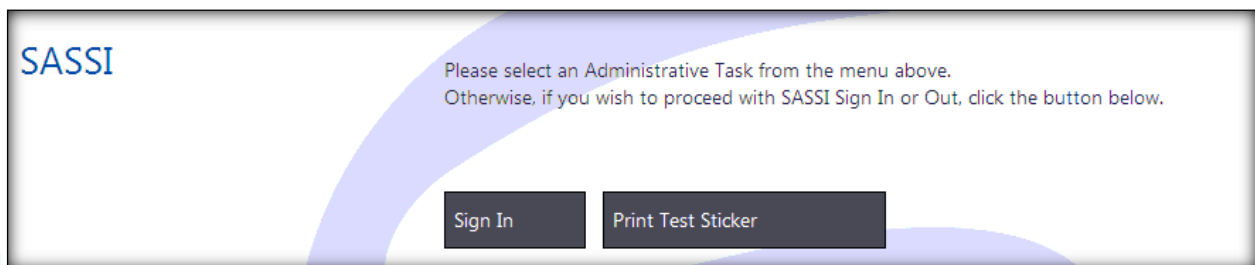 SASSI
Please select an Administrative Task from the menu above.
Otherwise, if you wish to proceed with SASSI Sign In or Out, click the button below.
Sign In
Print Test Sticker